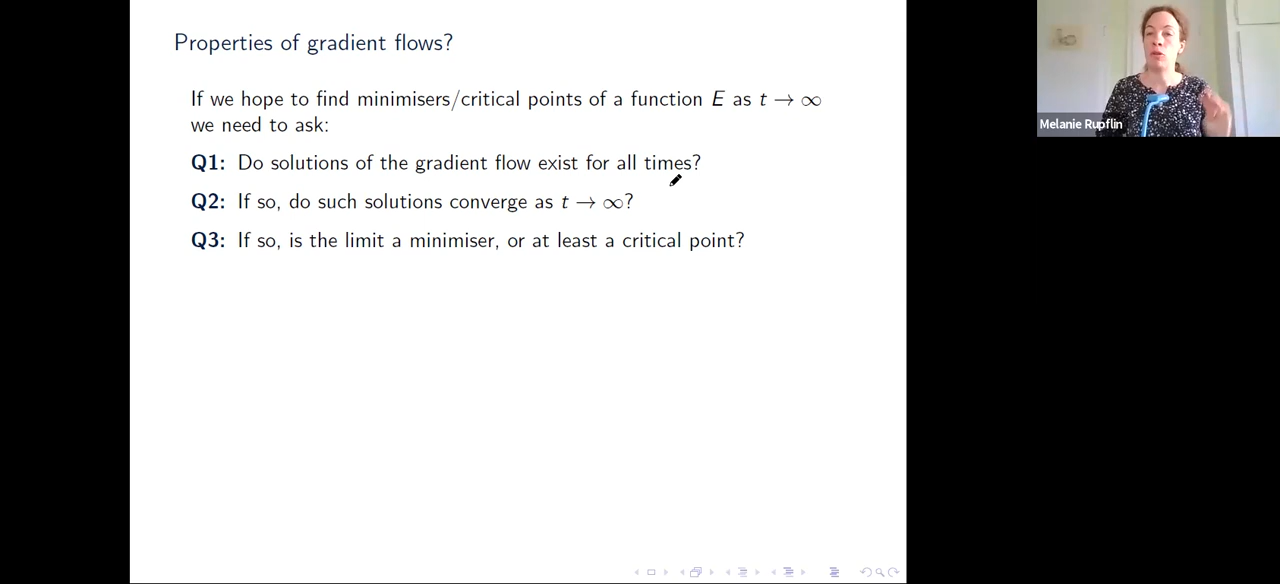 Properties of gradient flows?
If we hope to find minimisers/critical points of a function E as t → ∞
we need to ask:
Q1: Do solutions of the gradient flow exist for all times?
Q2: If so, do such solutions converge as t → ∞?
Q3: If so, is the limit a minimiser, or at least a critical point?
Melanie Rupflin